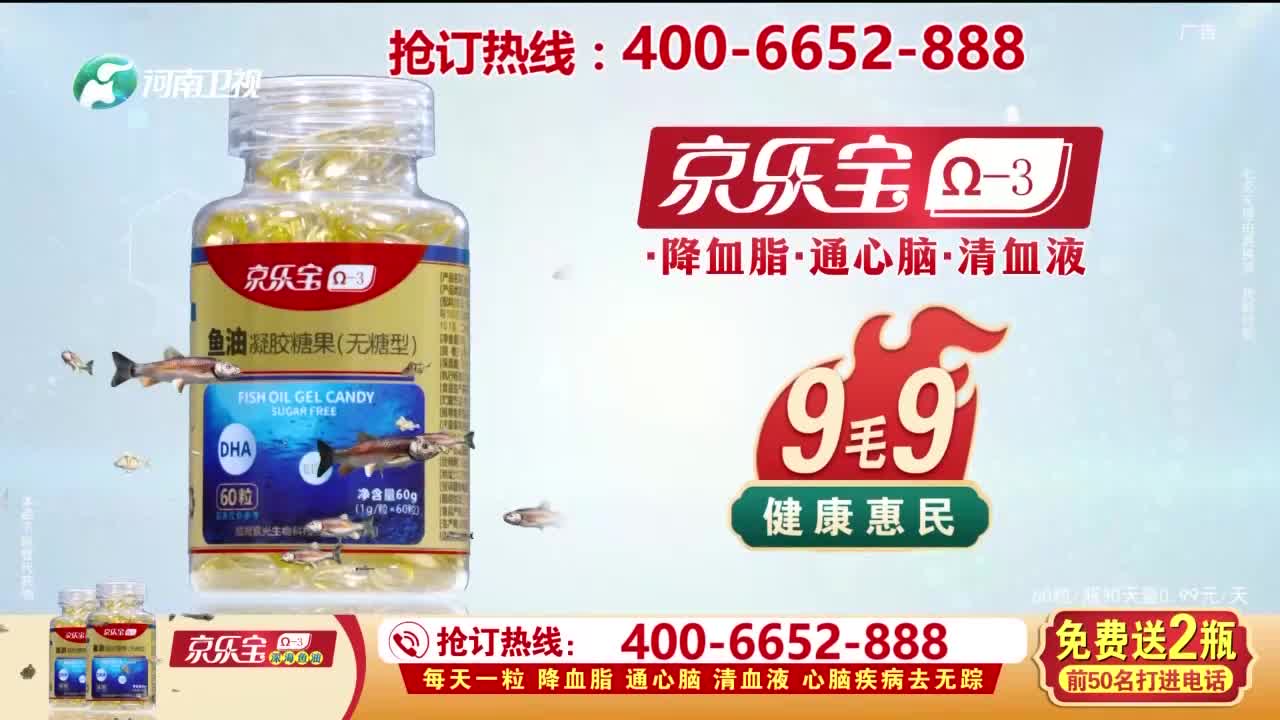 抢订热线：400-6652-888
广告
河南卫视
京乐宝 Ω-3
·降血脂·通心脑·清血液
京乐宝 Ω-3
鱼油凝胶糖果(无糖型)
FISH OIL GEL CANDY
SUGAR FREE
DHA
60粒
净含量60g
(1g/粒×60粒)
9毛9
健康惠民
京乐宝 Ω-3
深海鱼油
抢订热线: 400-6652-888
每天一粒 降血脂 通心脑 清血液 心脑疾病去无踪
免费送2瓶
前50名打进电话